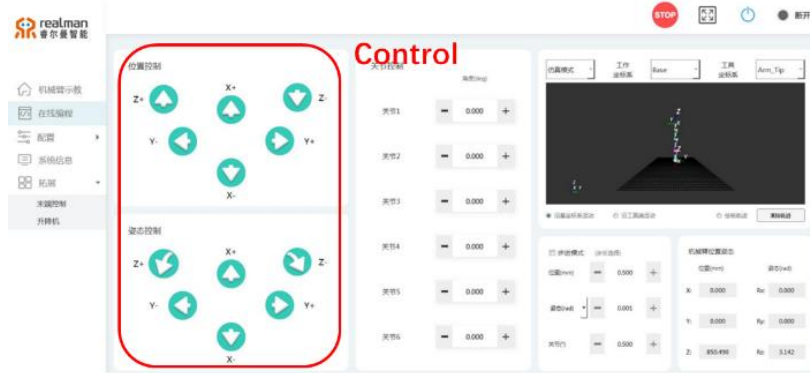 realman
睿尔曼智能
STOP
断开
机械臂示教
在线编程
配置
系统信息
拓展
末端控制
升降机
Control
位置控制
Z+
X+
Z-
Y-
Y+
X-
姿态控制
Z+
X+
Z-
Y-
Y+
X-
关节控制
角度(deg)
关节1
0.000
关节2
0.000
关节3
0.000
关节4
0.000
关节5
0.000
关节6
0.000
仿真模式
工作
坐标系
Base
工具
坐标系
Arm_Tip
步进模式
位置(mm)
0.500
姿态(rad)
0.001
0.500
机械臂位置姿态
位置(mm)
姿态(rad)
X:
0.000
Rx:
0.000
Y:
0.000
Ry:
0.000
Z:
850.490
Rz:
3.142